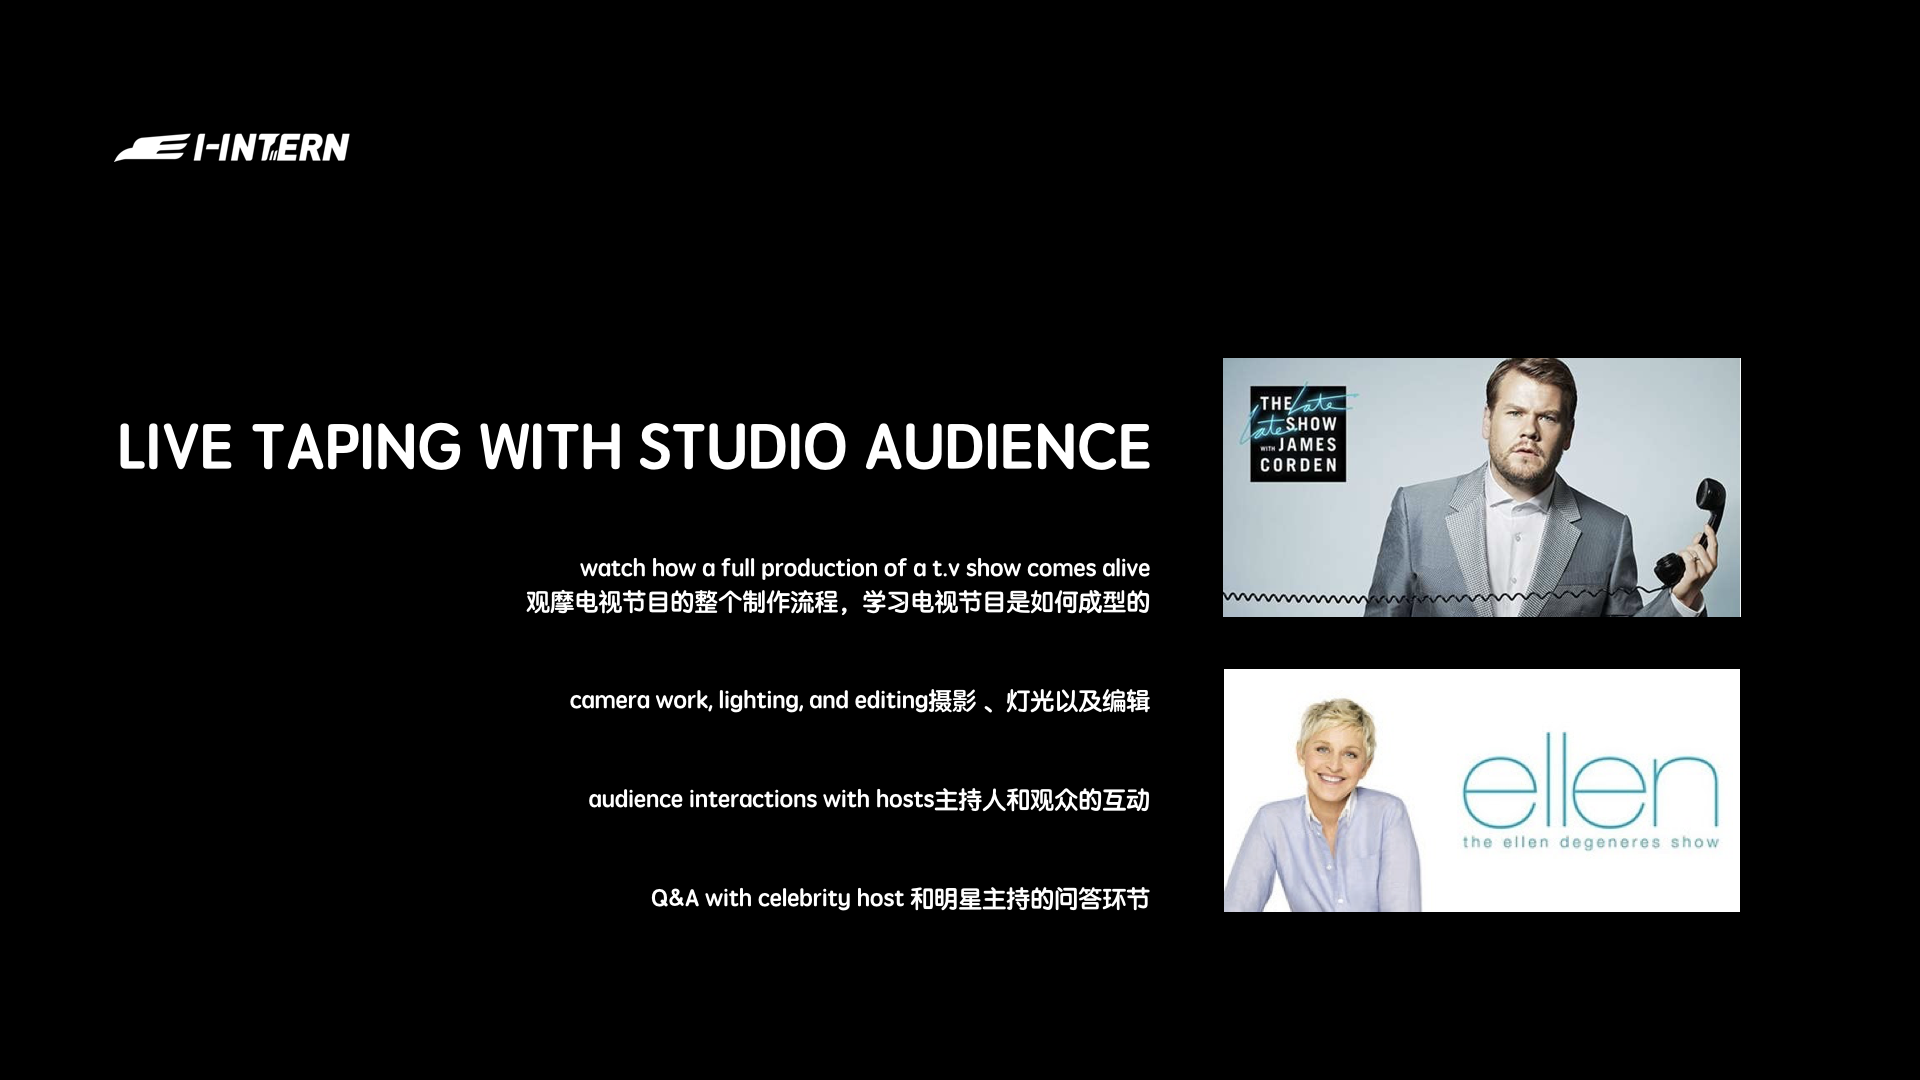 I-INTERN
LIVE TAPING WITH STUDIO AUDIENCE
watch how a full production of a t.v show comes alive
观摩电视节目的整个制作流程，学习电视节目是如何成型的
camera work, lighting, and editing摄影 、灯光以及编辑
audience interactions with hosts主持人和观众的互动
Q&A with celebrity host 和明星主持的问答环节
THE Late
Late SHOW
WITH JAMES
CORDEN
ellen
the ellen degeneres show